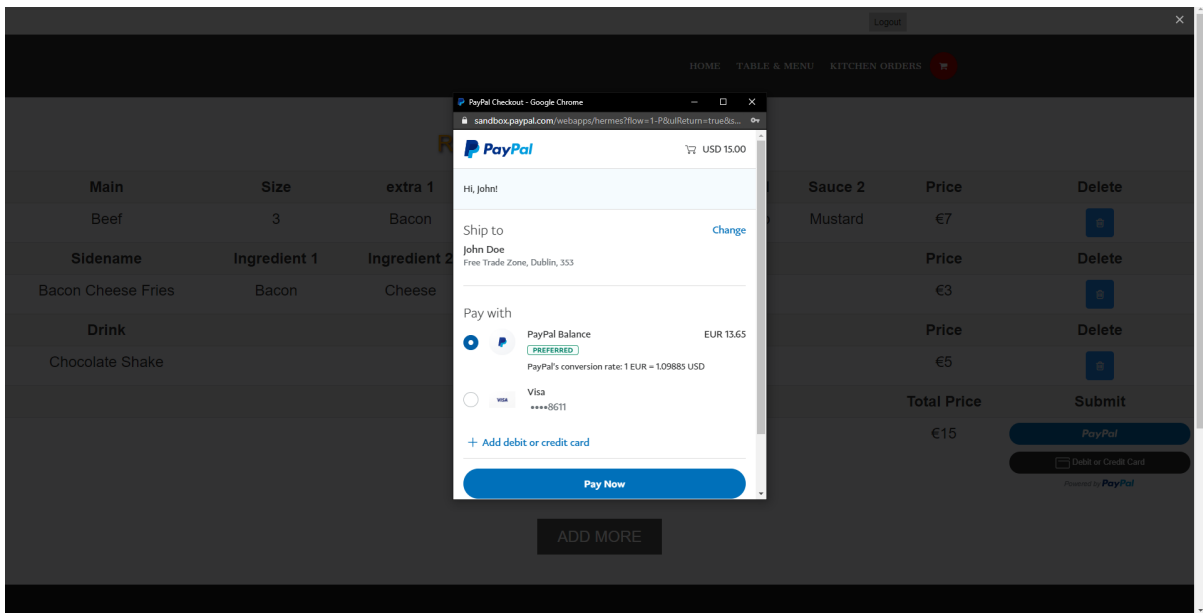 Logout
HOME TABLE & MENU KITCHEN ORDERS
PayPal Checkout - Google Chrome
sandbox.paypal.com/webapps/hermes?flow=1-P&ulReturn=true&s...
PayPal USD 15.00
Hi, John!
Ship to Change
John Doe
Free Trade Zone, Dublin, 353
Pay with
PayPal Balance EUR 13.65
PREFERRED
PayPal's conversion rate: 1 EUR = 1.09885 USD
VISA Visa
••••8611
+ Add debit or credit card
Pay Now
Main Size extra 1 Sauce 2 Price Delete
Beef 3 Bacon Mustard €7
Sidename Ingredient 1 Ingredient 2 Price Delete
Bacon Cheese Fries Bacon Cheese €3
Drink Price Delete
Chocolate Shake €5
Total Price Submit
€15 PayPal
Debit or Credit Card
Powered by PayPal
ADD MORE